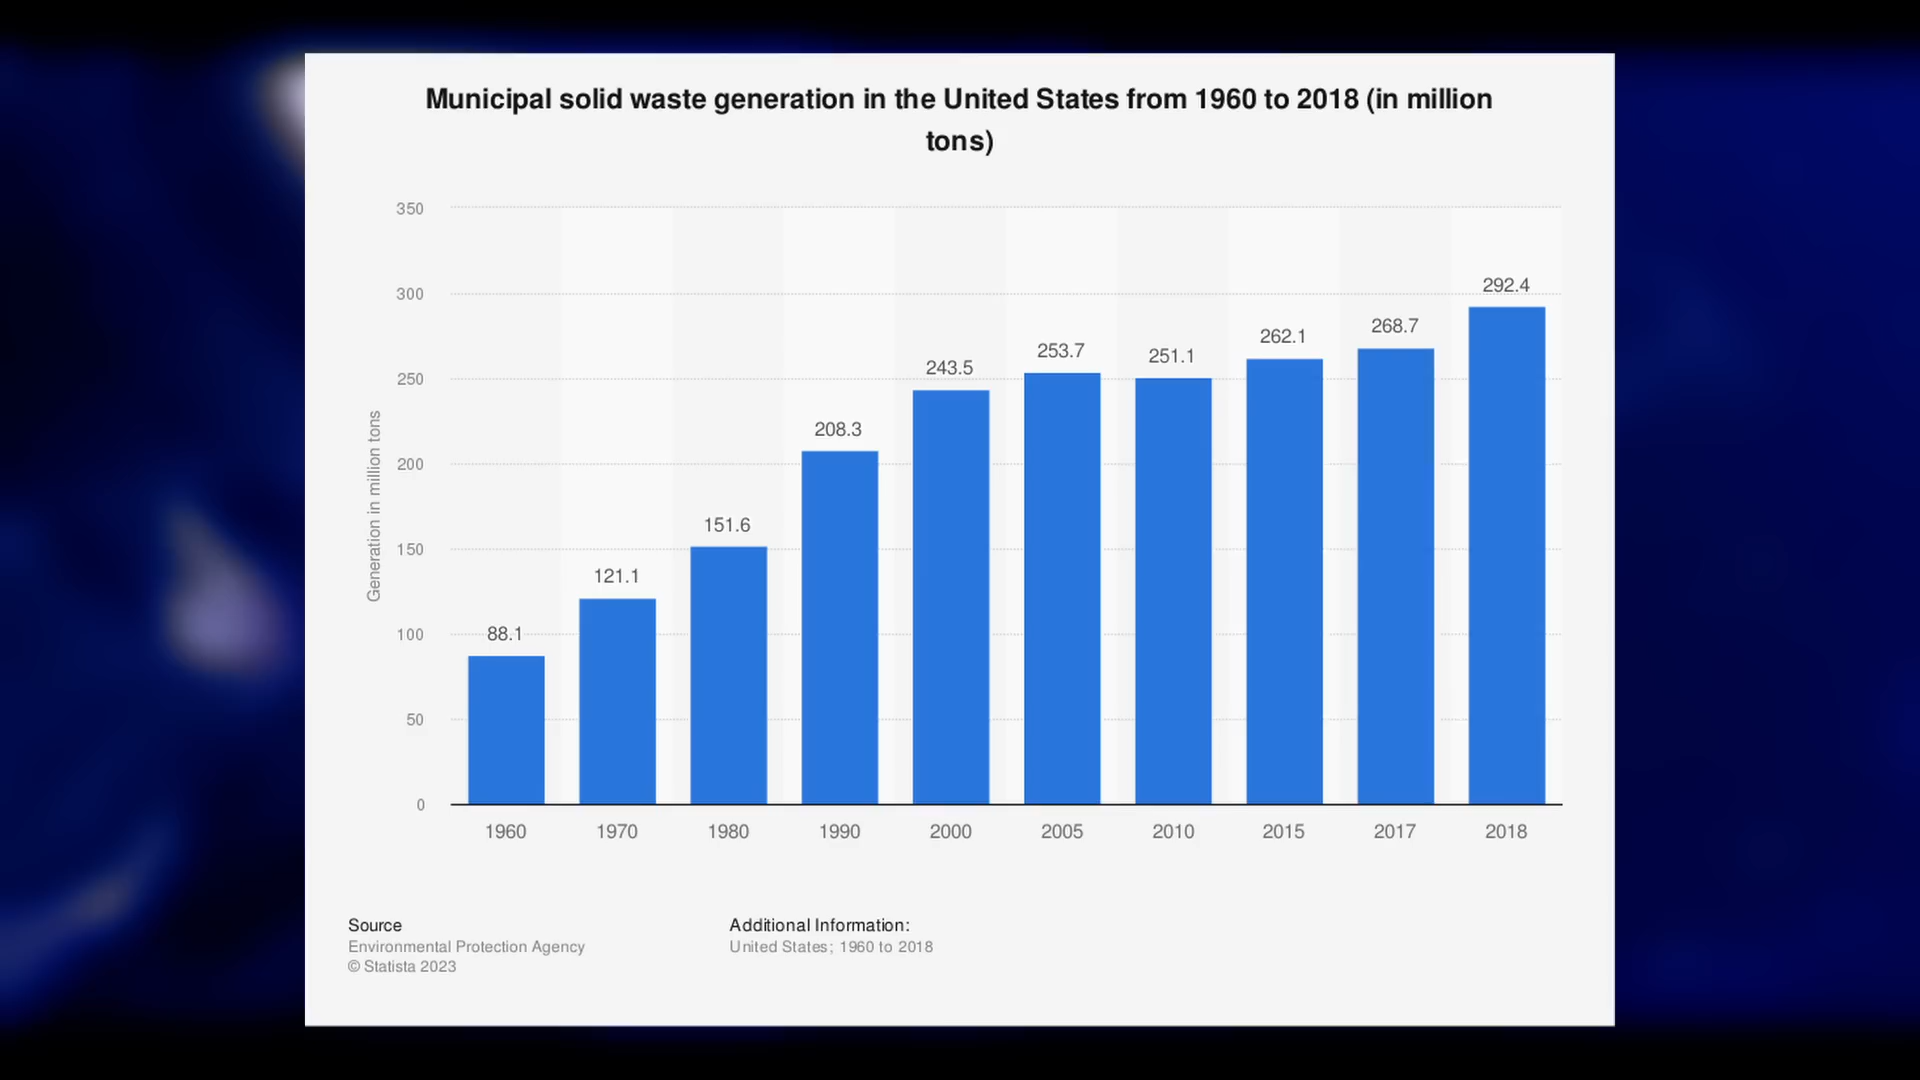 Municipal solid waste generation in the United States from 1960 to 2018 (in million
tons)
Generation in million tons
350
300
250
200
150
100
50
0
88.1
121.1
151.6
208.3
243.5
253.7
251.1
262.1
268.7
292.4
1960 1970 1980 1990 2000 2005 2010 2015 2017 2018
Source
Environmental Protection Agency
© Statista 2023
Additional Information:
United States; 1960 to 2018